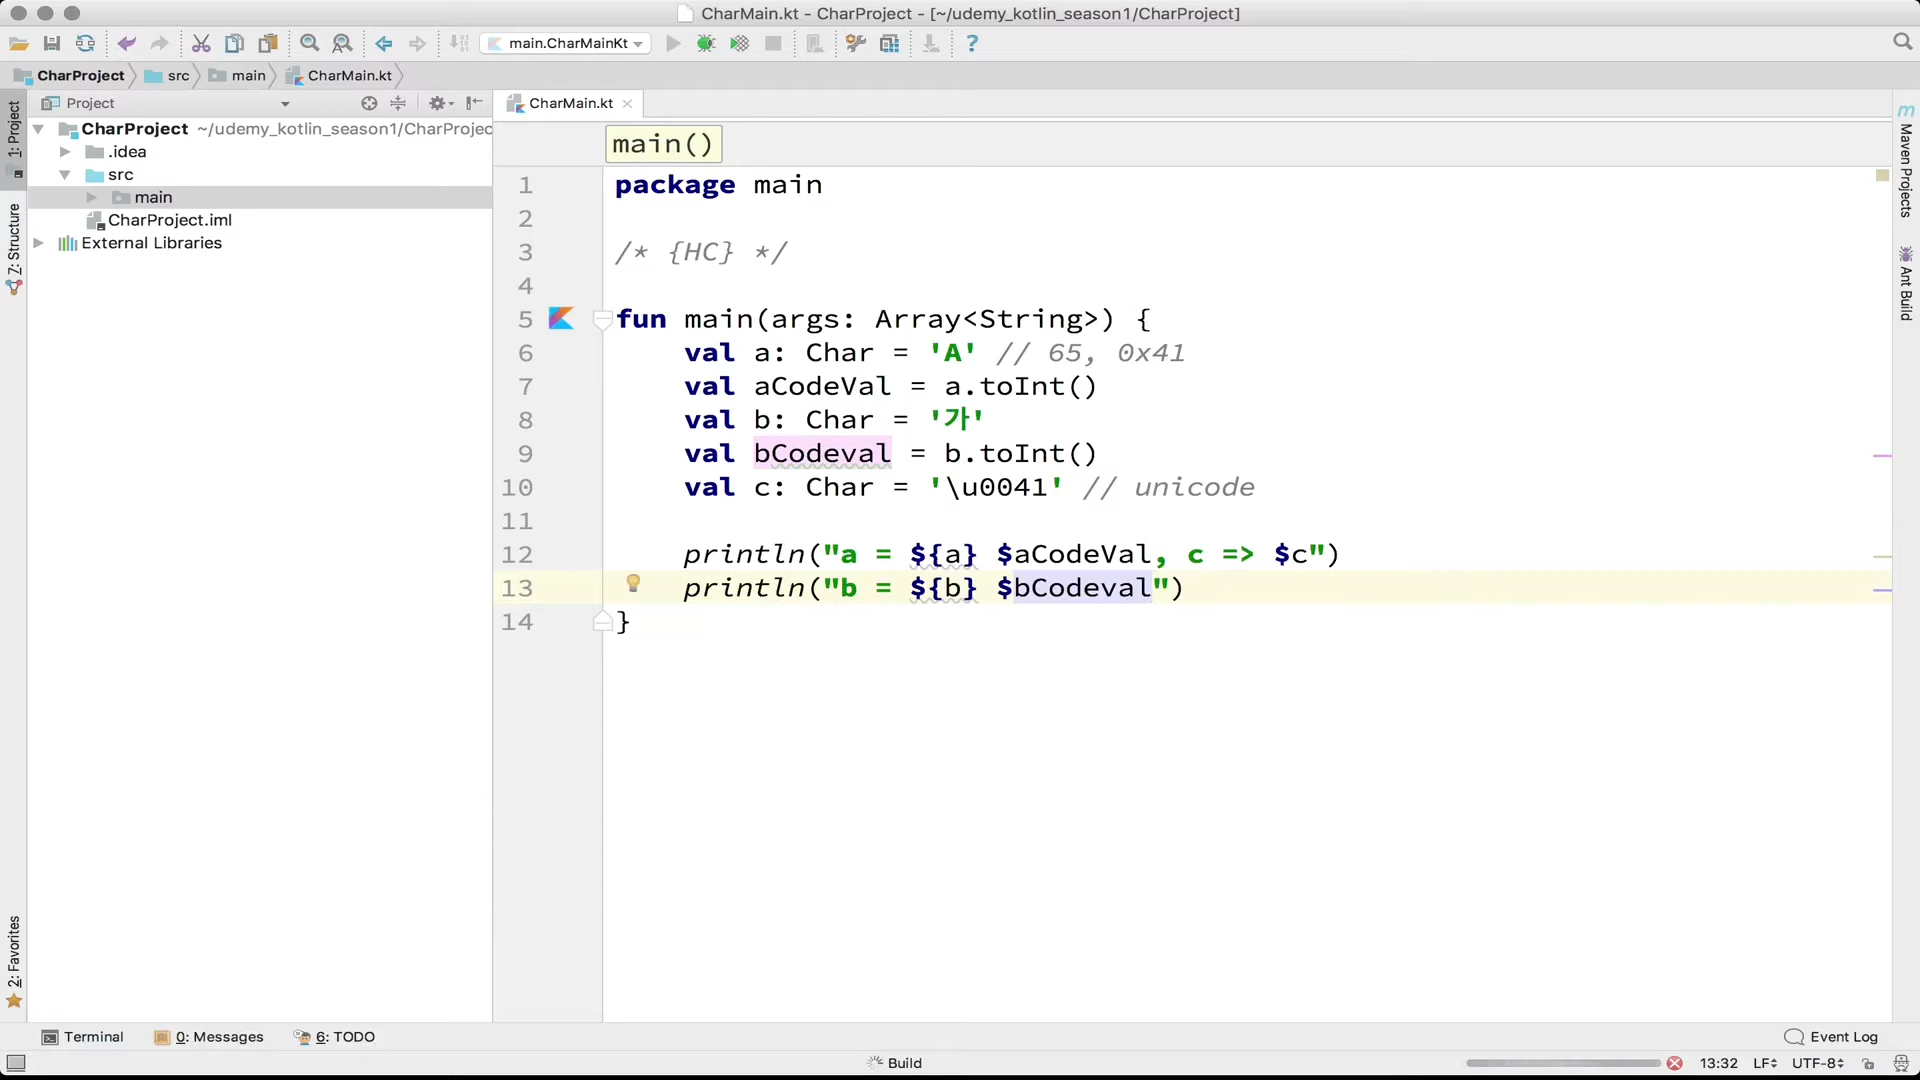 CharMain.kt - CharProject - [~/udemy_kotlin_season1/CharProject]
main.CharMainKt
CharProject src main CharMain.kt
Project
CharMain.kt
CharProject ~/udemy_kotlin_season1/CharProjec
.idea
src
main
CharProject.iml
External Libraries
1: Project
Z: Structure
2: Favorites
main()
1 package main
2
3 /* {HC} */
4
5 fun main(args: Array<String>) {
6 val a: Char = 'A' // 65, 0x41
7 val aCodeVal = a.toInt()
8 val b: Char = '가'
9 val bCodeval = b.toInt()
10 val c: Char = '\u0041' // unicode
11
12 println("a = ${a} $aCodeVal, c => $c")
13 println("b = ${b} $bCodeval")
14 }
m Maven Projects
Ant Build
Terminal 0: Messages 6: TODO Event Log
Build 13:32 LF UTF-8